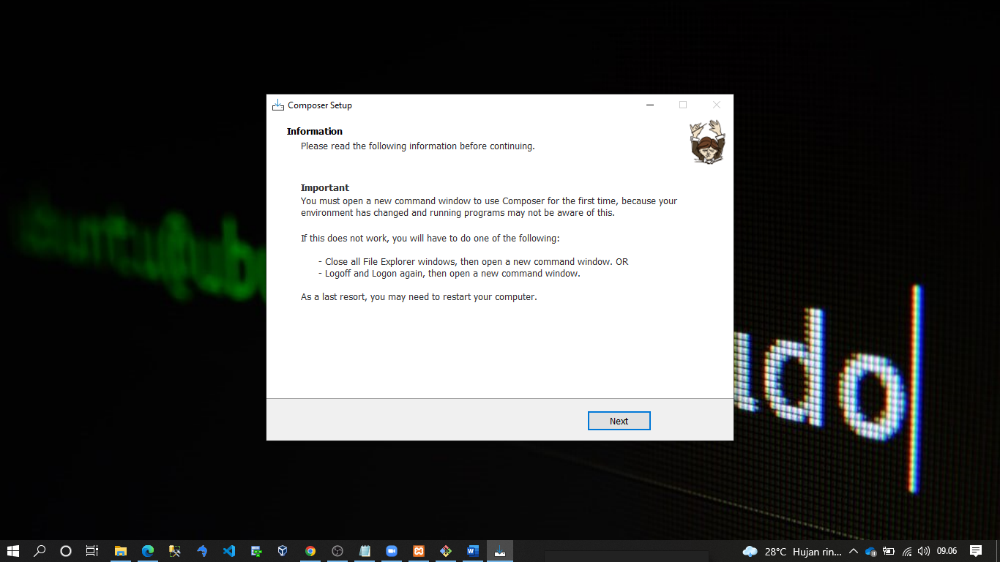 Composer Setup
Information
Please read the following information before continuing.
Important
You must open a new command window to use Composer for the first time, because your
environment has changed and running programs may not be aware of this.
If this does not work, you will have to do one of the following:
- Close all File Explorer windows, then open a new command window. OR
- Logoff and Logon again, then open a new command window.
As a last resort, you may need to restart your computer.
Next
ubuntu@ubu
udo
28°C Hujan rin... 09.06